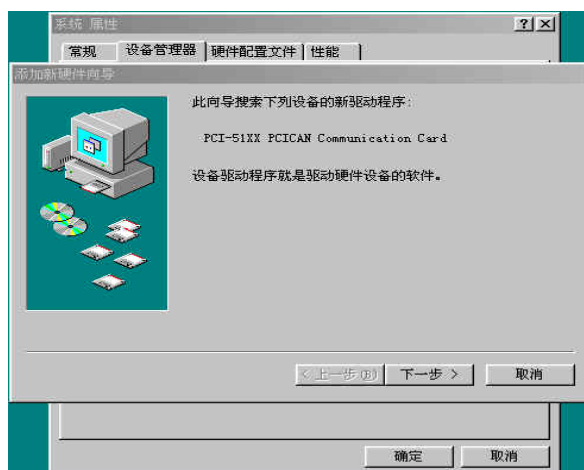 系统 属性
常规 设备管理器 硬件配置文件 性能
添加新硬件向导
此向导搜索下列设备的新驱动程序:
PCI-51XX PCICAN Communication Card
设备驱动程序就是驱动硬件设备的软件。
< 上一步(B) 下一步 > 取消
确定 取消